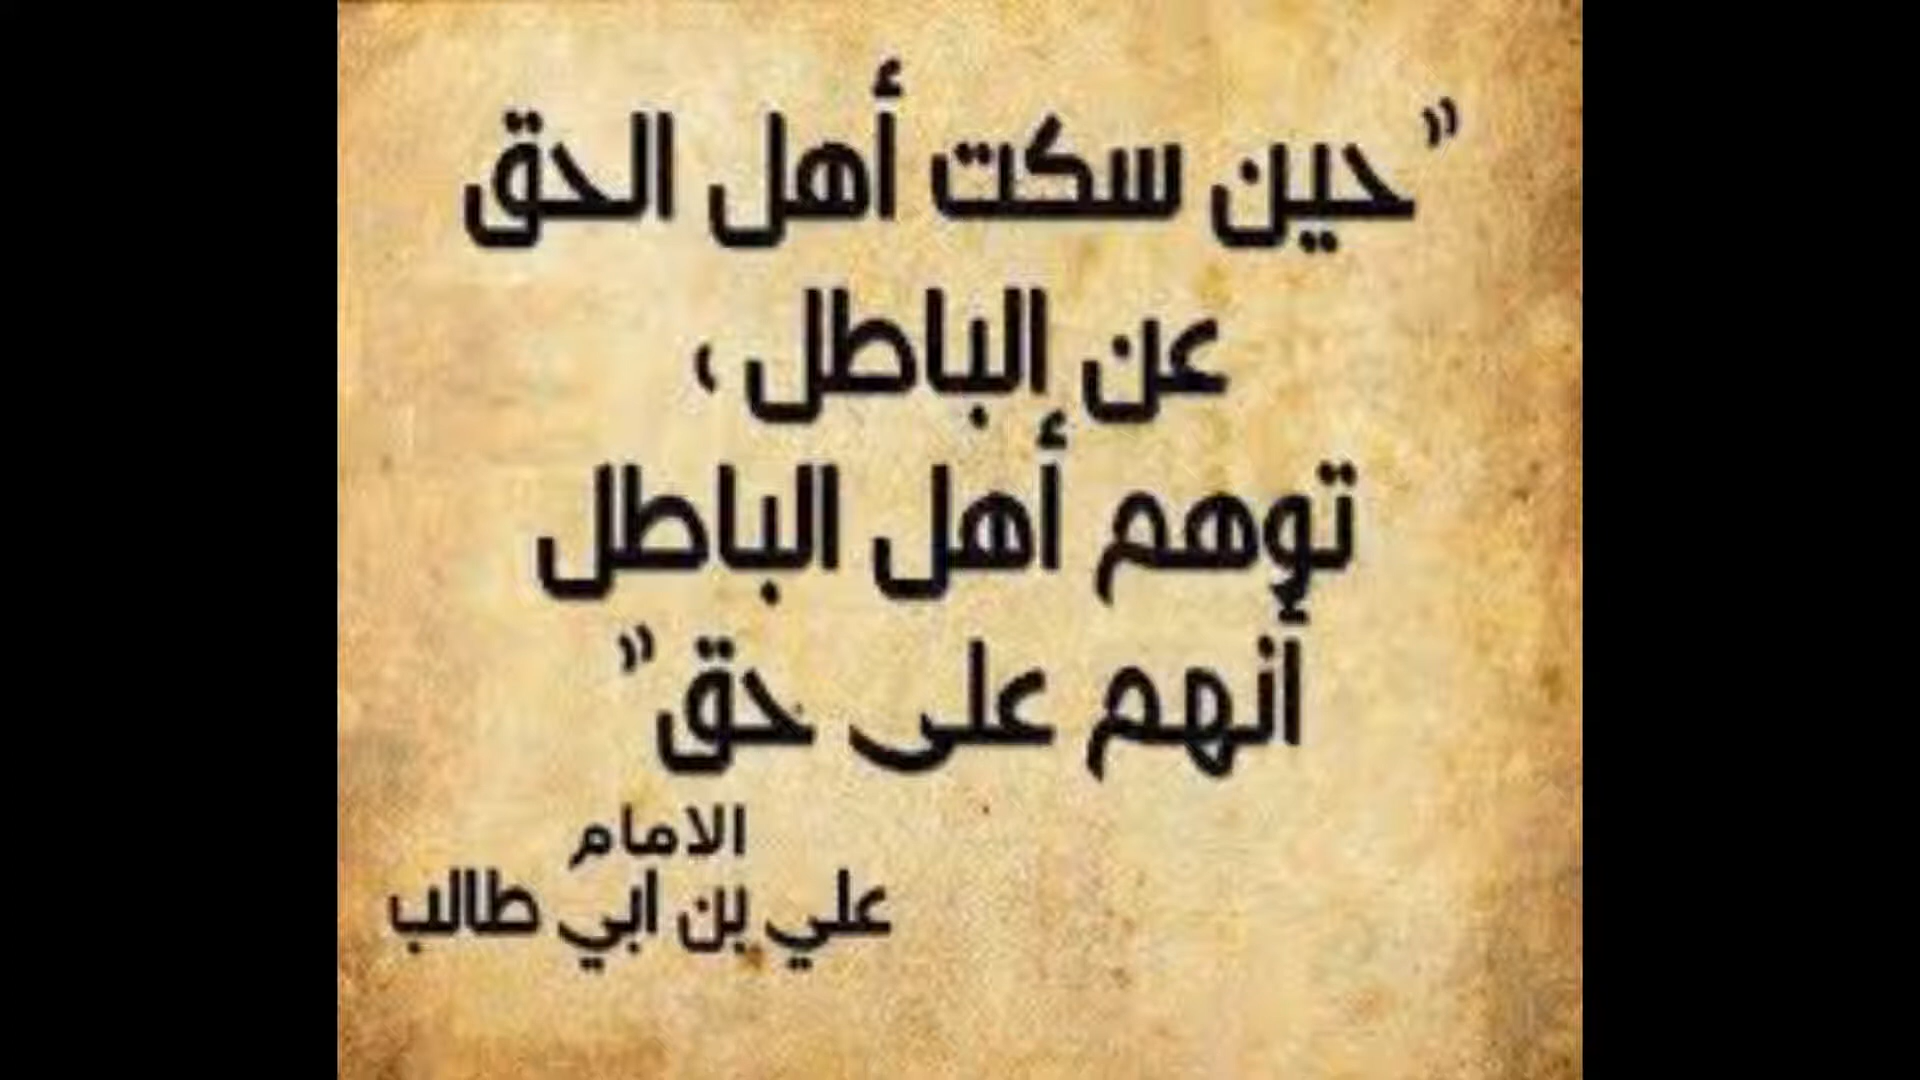 "حين سكت أهل الحق
عن الباطل ،
توهم أهل الباطل
أنهم على حق"
الامام
علي بن ابي طالب